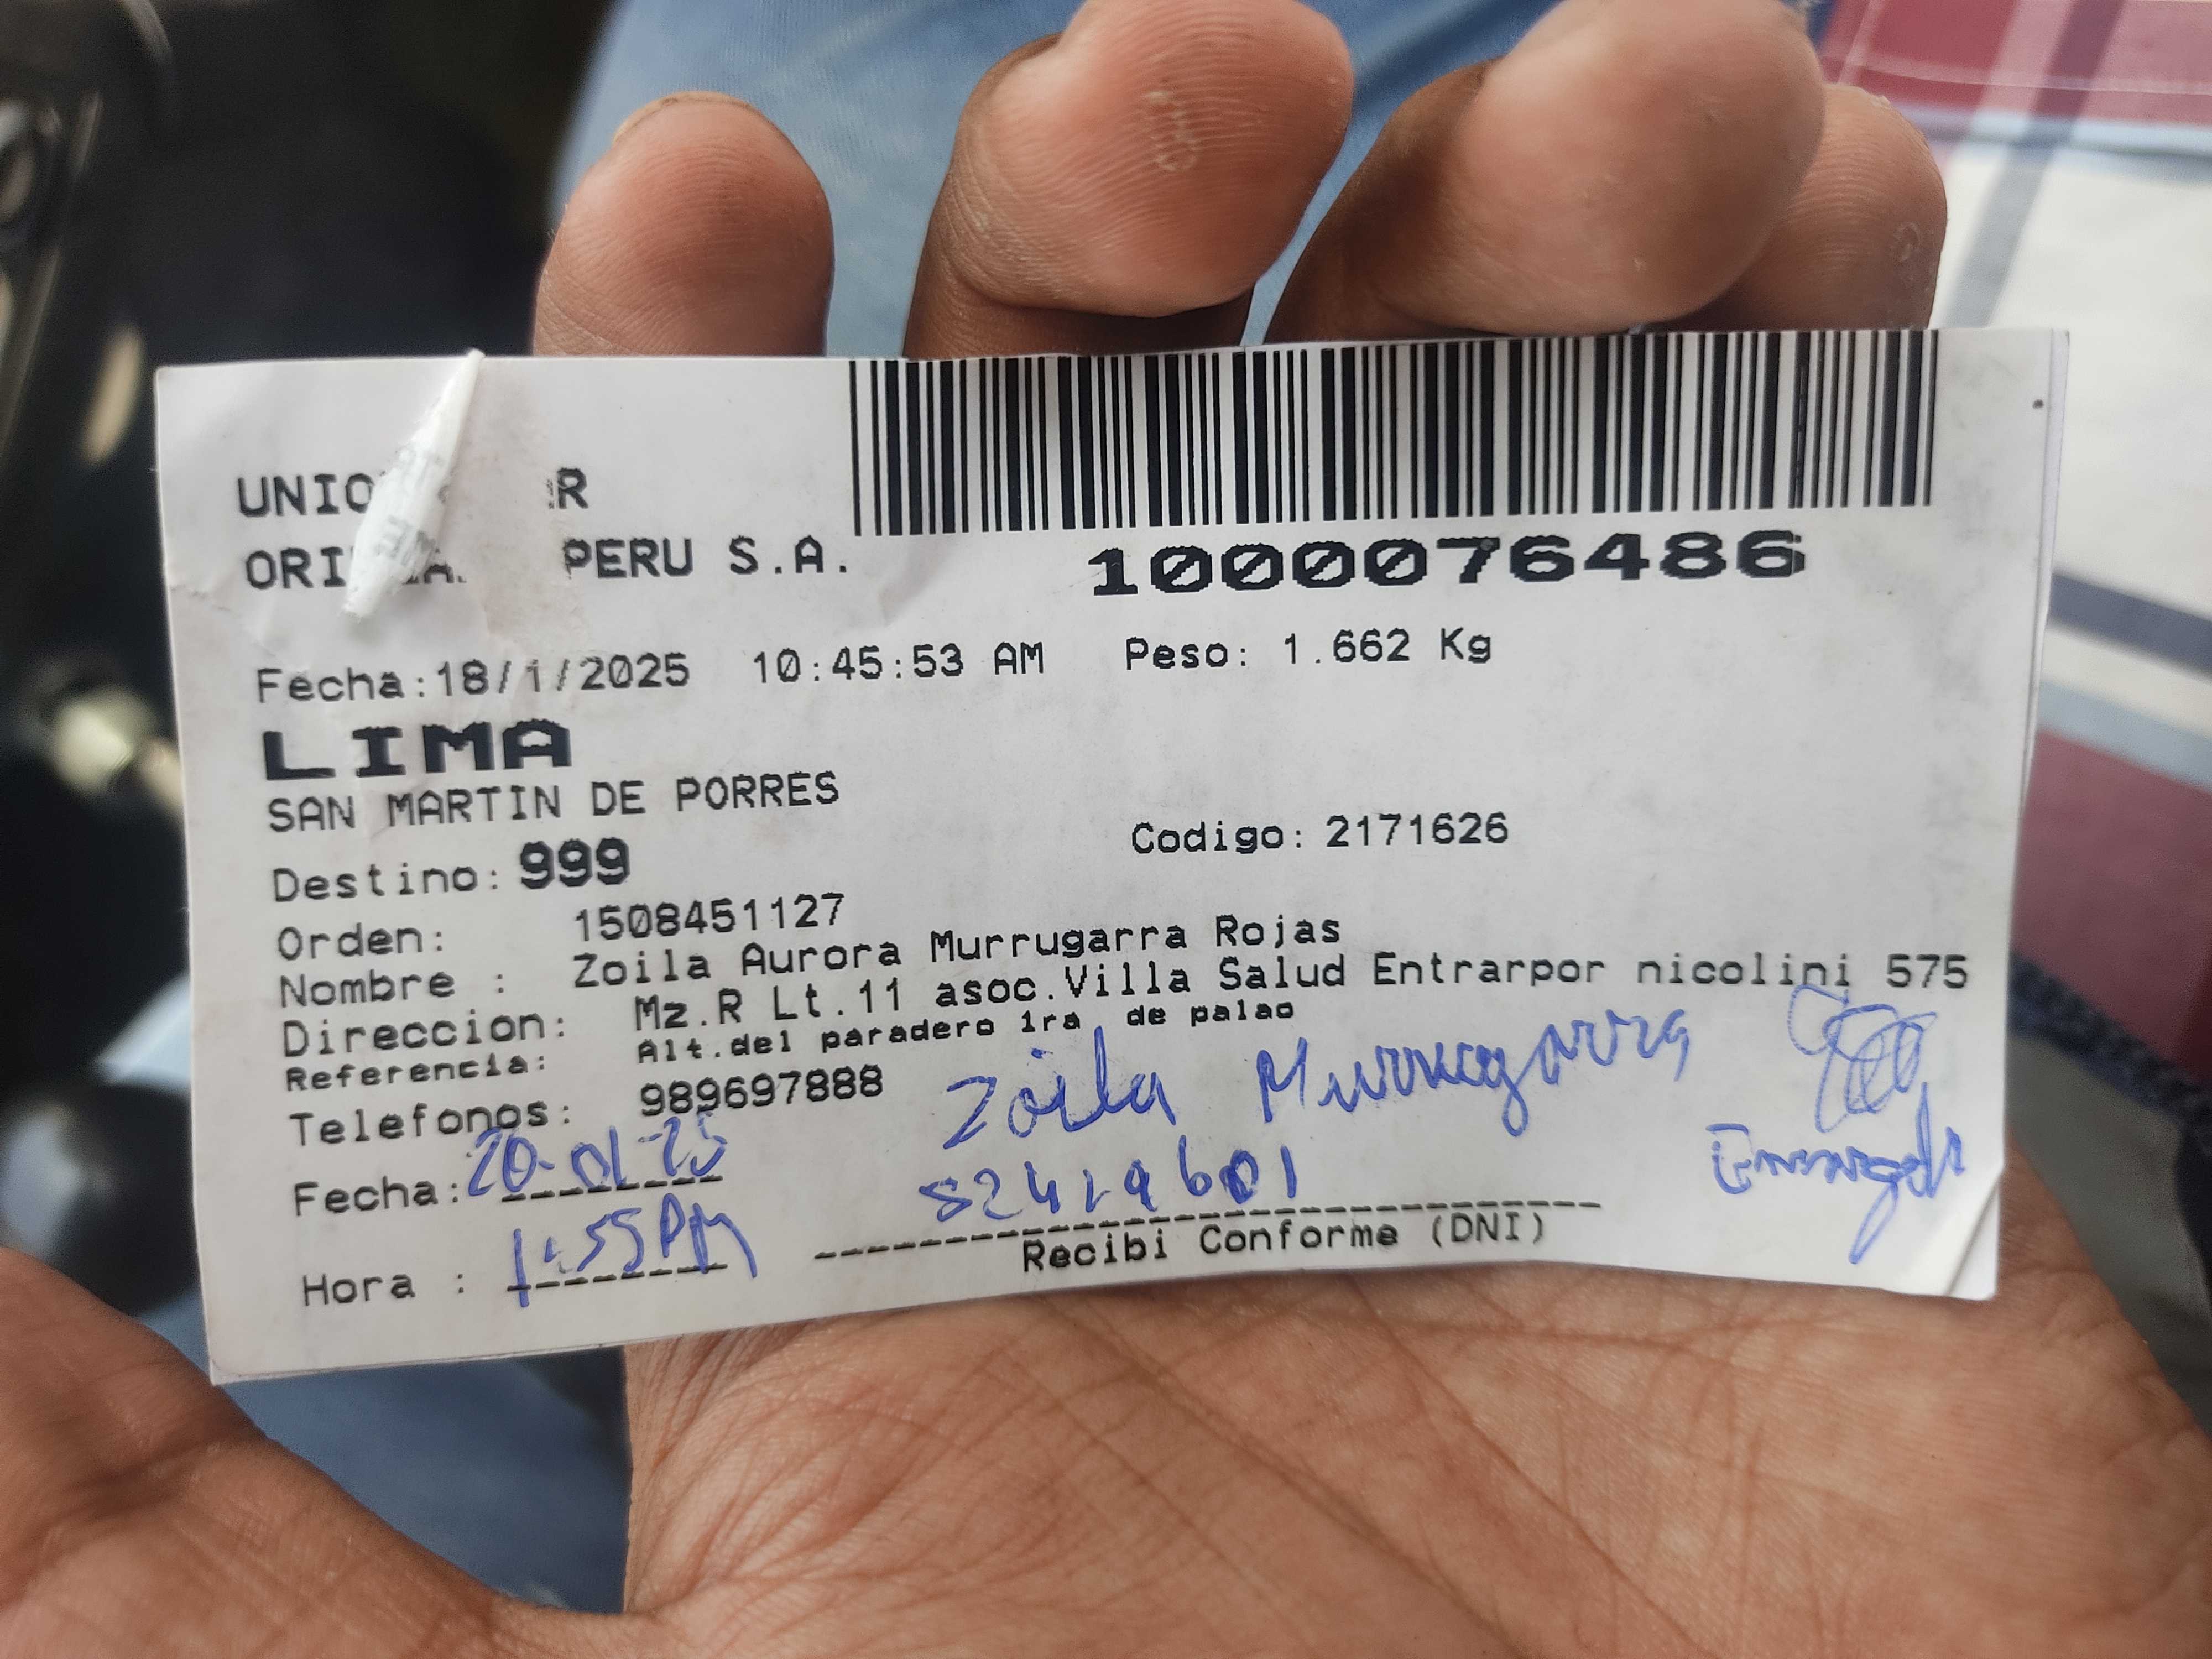 R
PERU S.A.
1000076486
Fecha:18/1/2025 10:45:53 AM Peso: 1.662 Kg
LIMA
SAN MARTIN DE PORRES
Destino: 999 Codigo: 2171626
Orden: 1508451127
Nombre : Zoila Aurora Murrugarra Rojas
Direccion: Mz.R Lt.11 asoc.Villa Salud Entrarpor nicolini 575
Referencia: Alt.del paradero 1ra de palao
Telefonos: 989697888
Zoila Murrugarra
Fecha: 20-01-25
Hora : 1:55PM
Recibi Conforme (DNI)